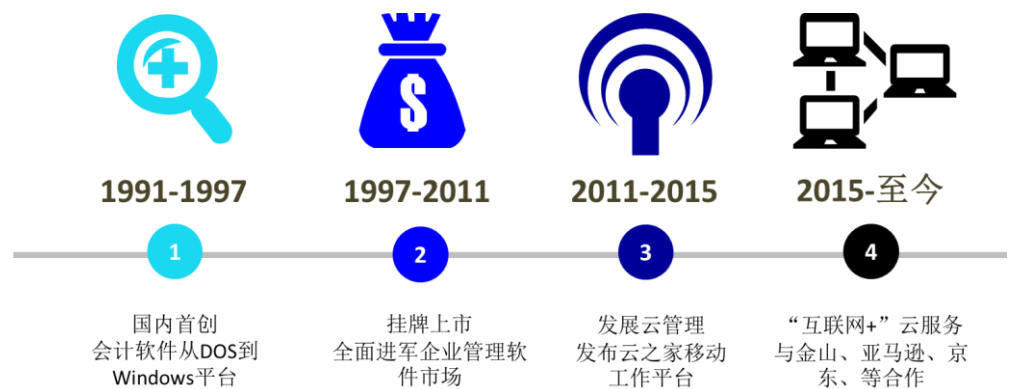 $
1991-1997
1997-2011
2011-2015
2015-至今
1
2
3
4
国内首创
会计软件从DOS到
Windows平台
挂牌上市
全面进军企业管理软
件市场
发展云管理
发布云之家移动
工作平台
“互联网+”云服务
与金山、亚马逊、京
东、等合作